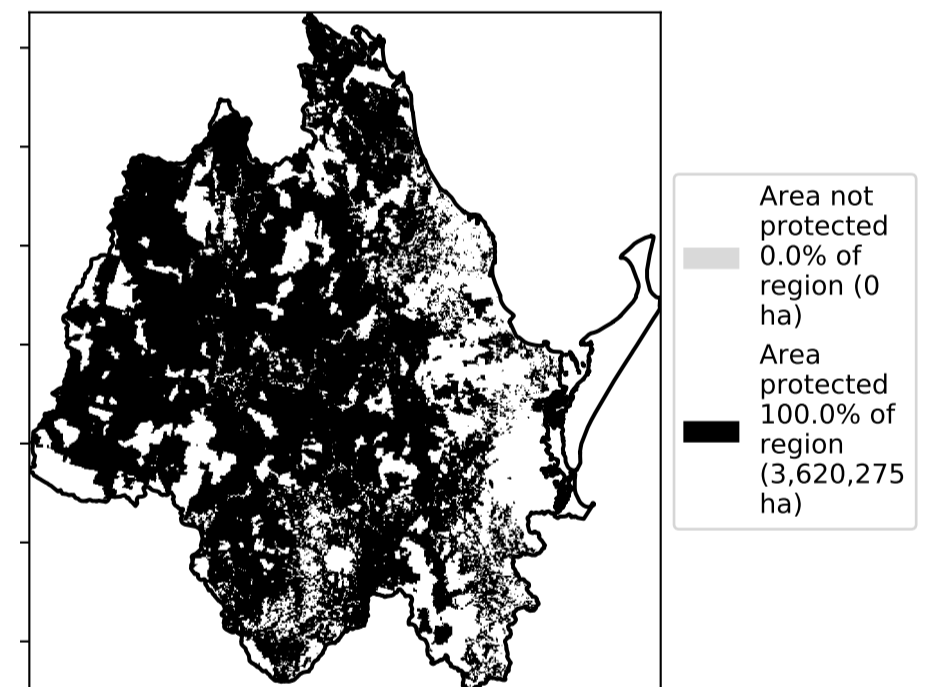 Area not
protected
0.0% of
region (0
ha)
Area
protected
100.0% of
region
(3,620,275
ha)